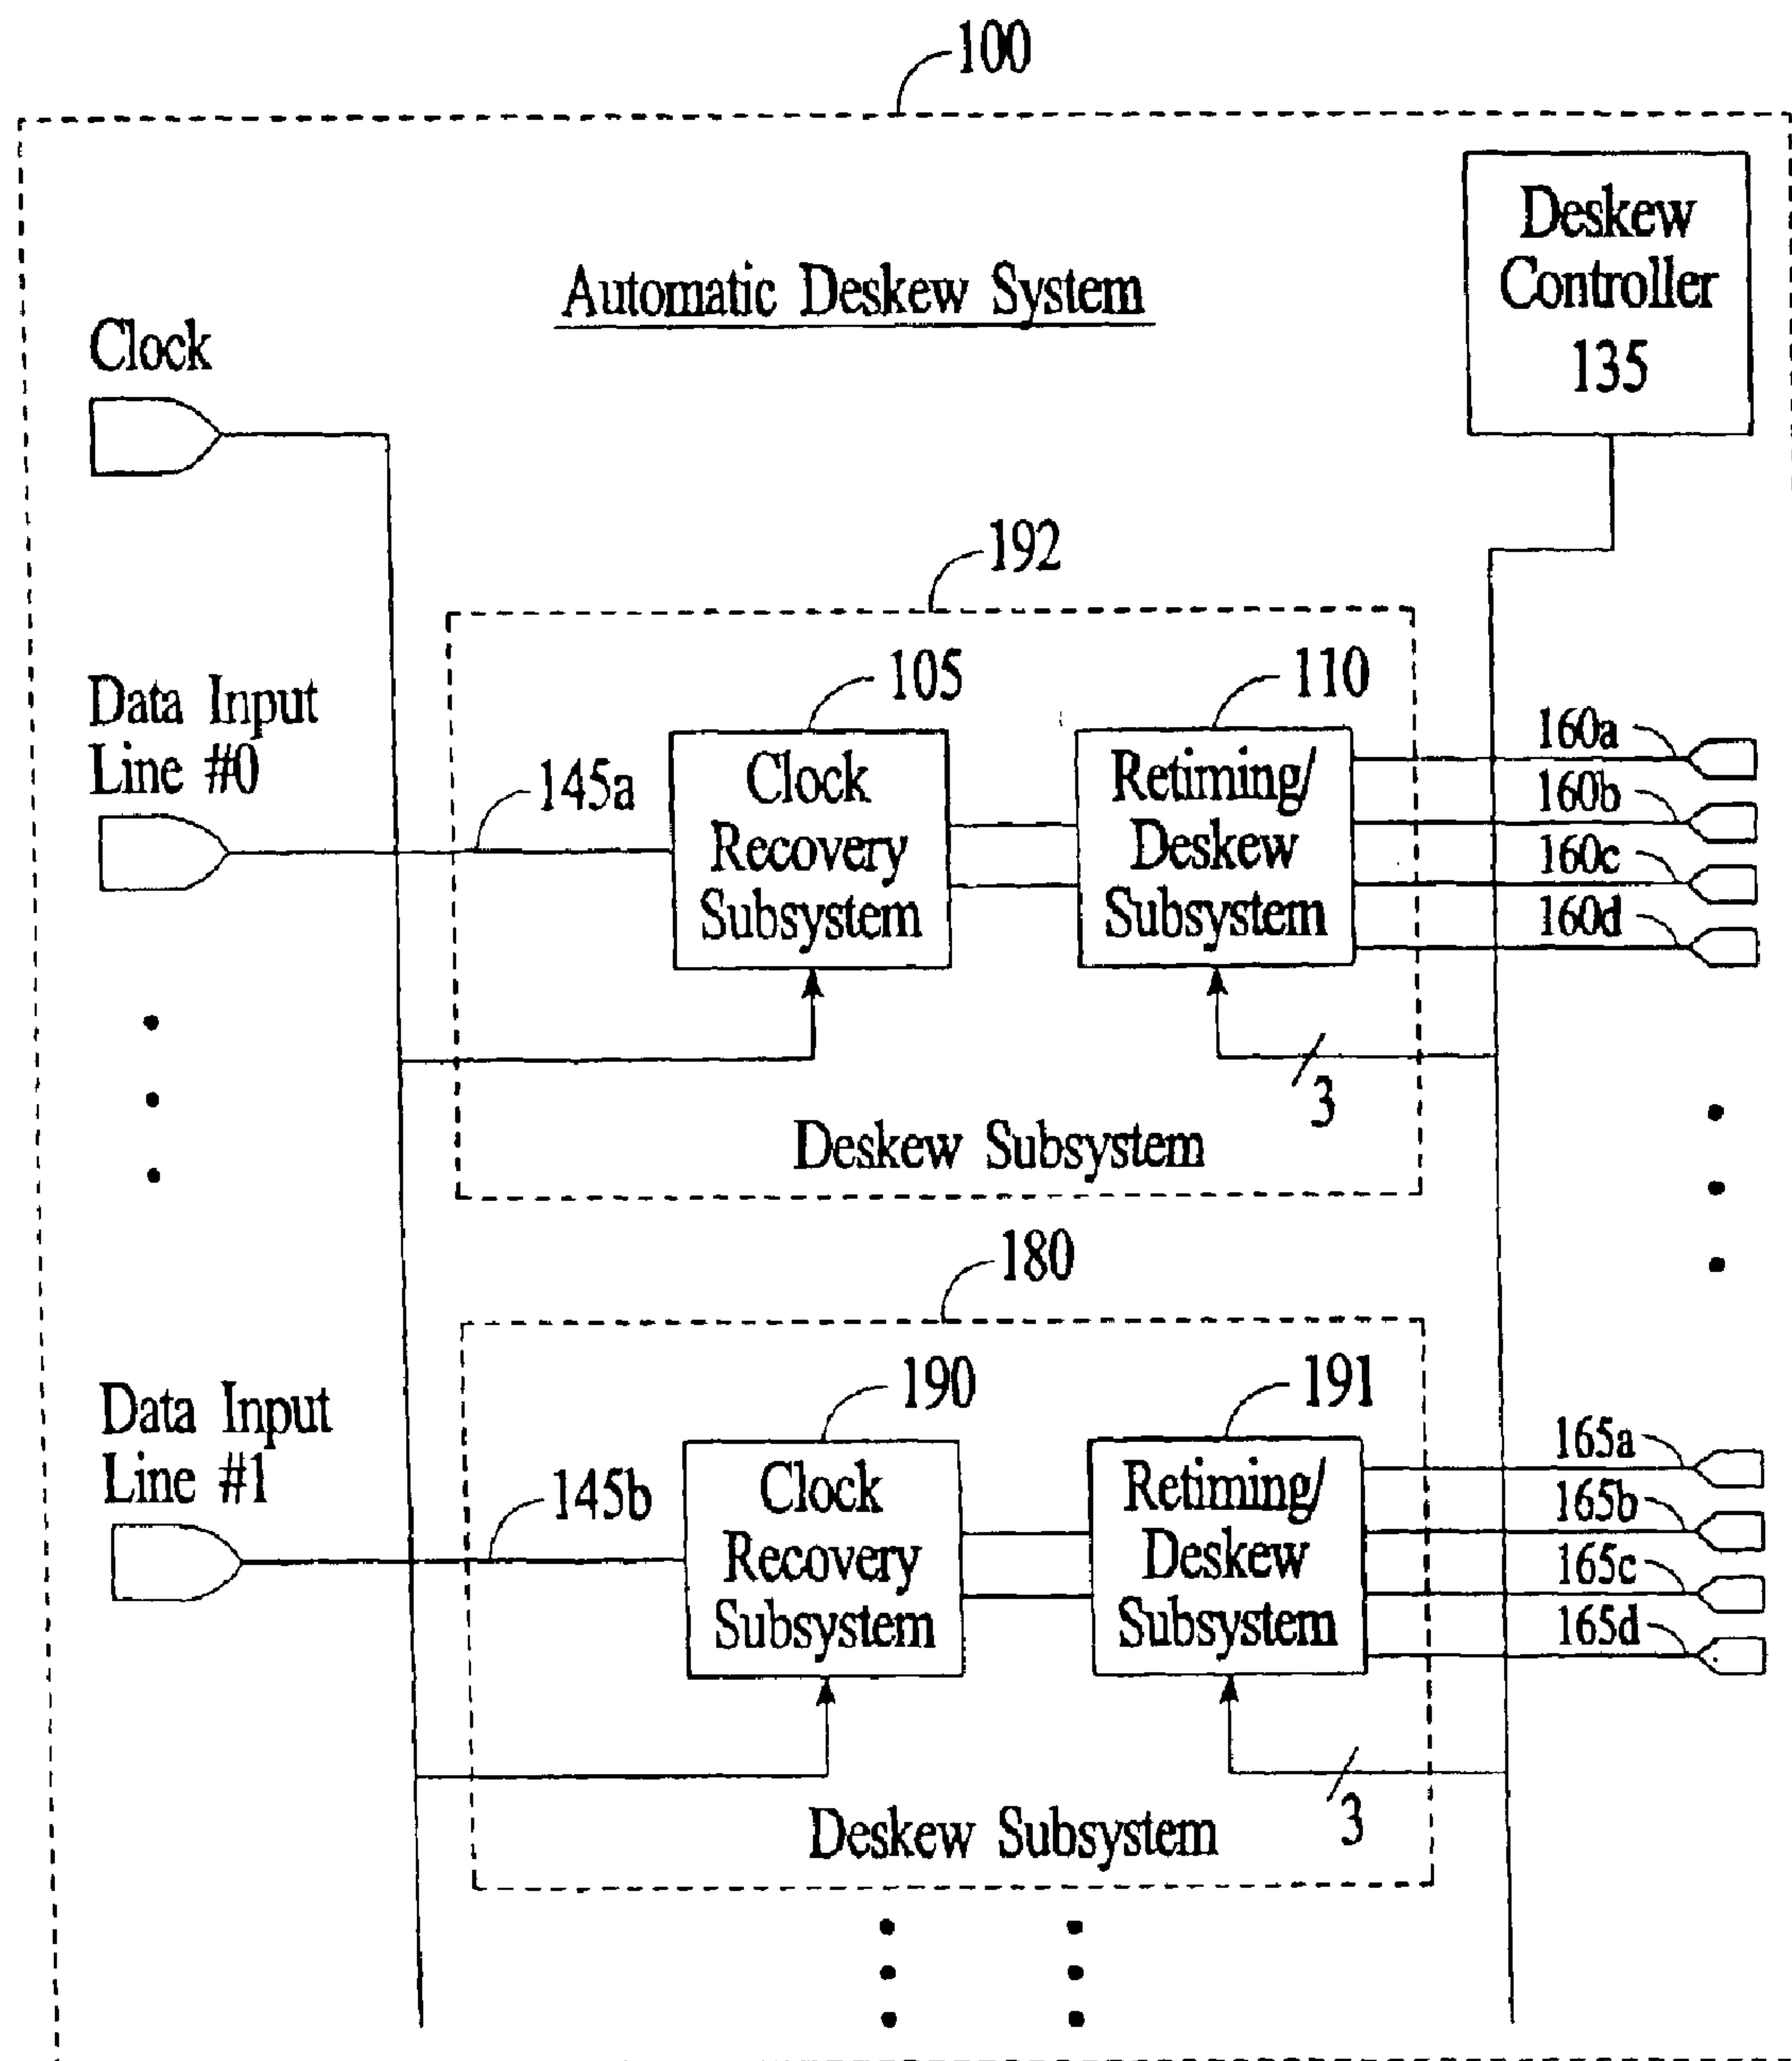 100
Deskew
Controller
135
Automatic Deskew System
Clock
192
Data Input
Line #0
145a
105
Clock
Recovery
Subsystem
110
Retiming/
Deskew
Subsystem
160a
160b
160c
160d
3
Deskew Subsystem
180
Data Input
Line #1
145b
190
Clock
Recovery
Subsystem
191
Retiming/
Deskew
Subsystem
165a
165b
165c
165d
3
Deskew Subsystem